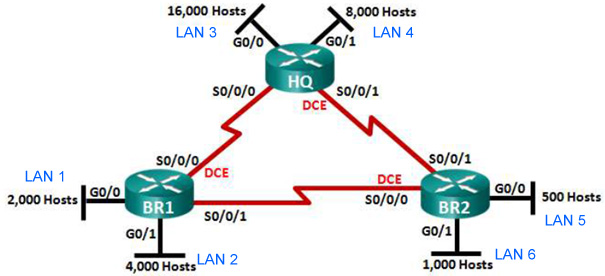 16,000 Hosts
8,000 Hosts
LAN 3
LAN 4
G0/0
G0/1
HQ
S0/0/0
S0/0/1
DCE
S0/0/0
DCE
S0/0/1
LAN 1
2,000 Hosts
G0/0
BR1
S0/0/1
DCE
S0/0/0
BR2
G0/0
500 Hosts
LAN 5
G0/1
LAN 2
4,000 Hosts
G0/1
LAN 6
1,000 Hosts